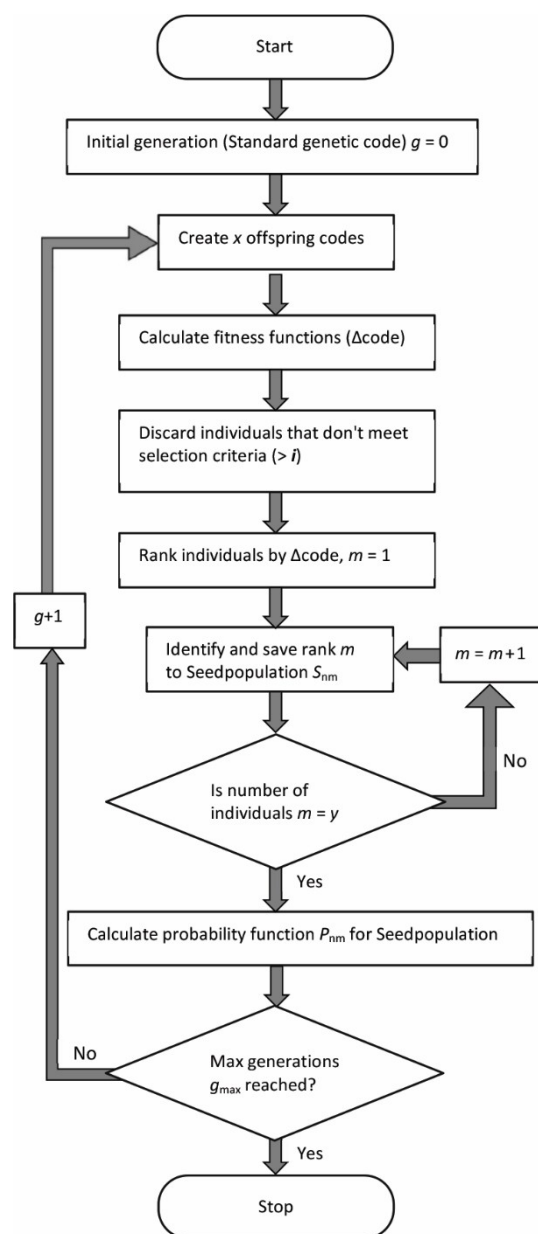 Start
Initial generation (Standard genetic code) g = 0
Create x offspring codes
Calculate fitness functions (Δcode)
Discard individuals that don't meet
selection criteria (> i)
Rank individuals by Δcode, m = 1
g+1
Identify and save rank m
to Seedpopulation Snm
m = m+1
No
Is number of
individuals m = y
Yes
Calculate probability function Pnm for Seedpopulation
No
Max generations
gmax reached?
Yes
Stop